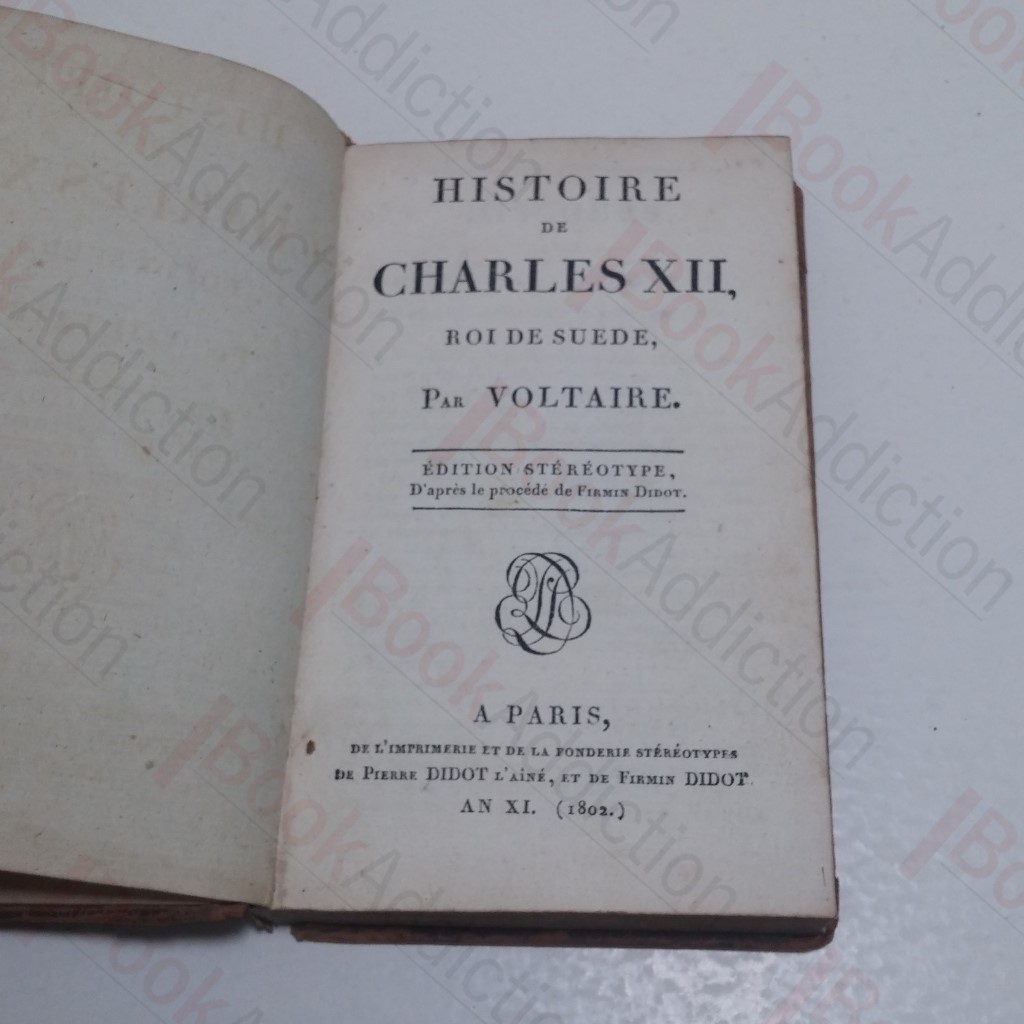 HISTOIRE
DE
CHARLES XII,
ROI DE SUEDE,
PAR VOLTAIRE.
ÉDITION STÉRÉOTYPE,
D'après le procédé de FIRMIN DIDOT.
A PARIS,
DE L'IMPRIMERIE ET DE LA FONDERIE STÉRÉOTYPES
DE PIERRE DIDOT L'AÎNÉ, ET DE FIRMIN DIDOT.
AN XI. (1802.)
BookAddiction